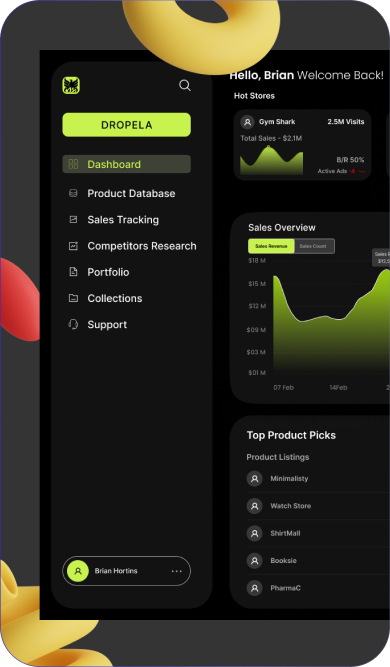 Hello, Brian Welcome Back!
Hot Stores
DROPELA
Gym Shark
2.5M Visits
Total Sales - $2.1M
B/R 50%
Active Ads
Dashboard
Product Database
Sales Tracking
Competitors Research
Portfolio
Collections
Support
Sales Overview
Sales Revenue
Sales Count
$18 M
$15 M
$12 M
$09 M
$03 M
$01 M
07 Feb
14Feb
2
Top Product Picks
Product Listings
Minimalisty
Watch Store
ShirtMall
Booksie
PharmaC
Brian Hortins